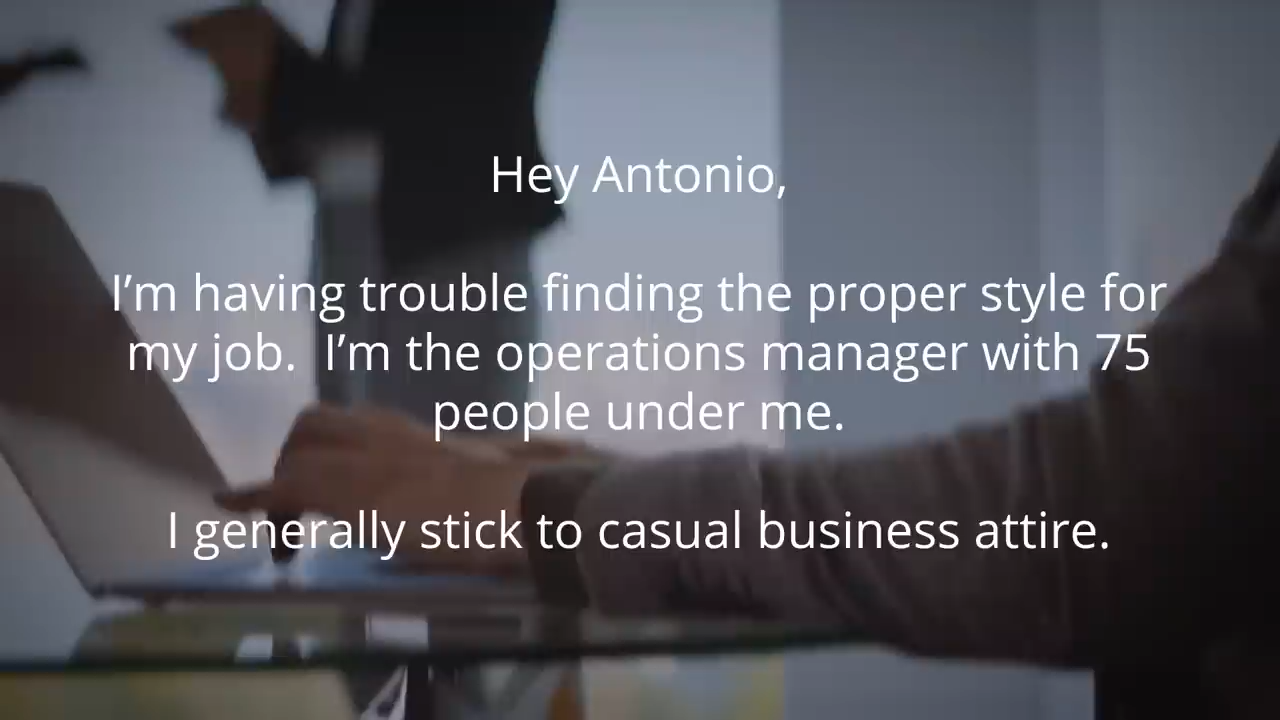 Hey Antonio,
I’m having trouble finding the proper style for
my job.  I’m the operations manager with 75
people under me.
I generally stick to casual business attire.